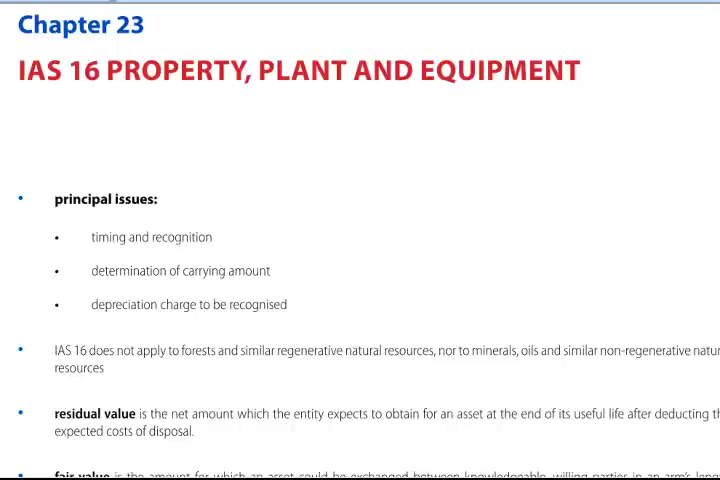 Chapter 23
IAS 16 PROPERTY, PLANT AND EQUIPMENT
• principal issues:
• timing and recognition
• determination of carrying amount
• depreciation charge to be recognised
• IAS 16 does not apply to forests and similar regenerative natural resources, nor to minerals, oils and similar non-regenerative natur
resources
• residual value is the net amount which the entity expects to obtain for an asset at the end of its useful life after deducting th
expected costs of disposal.
• fair value is the amount for which an asset could be exchanged between knowledgeable, willing parties in an arm's leng